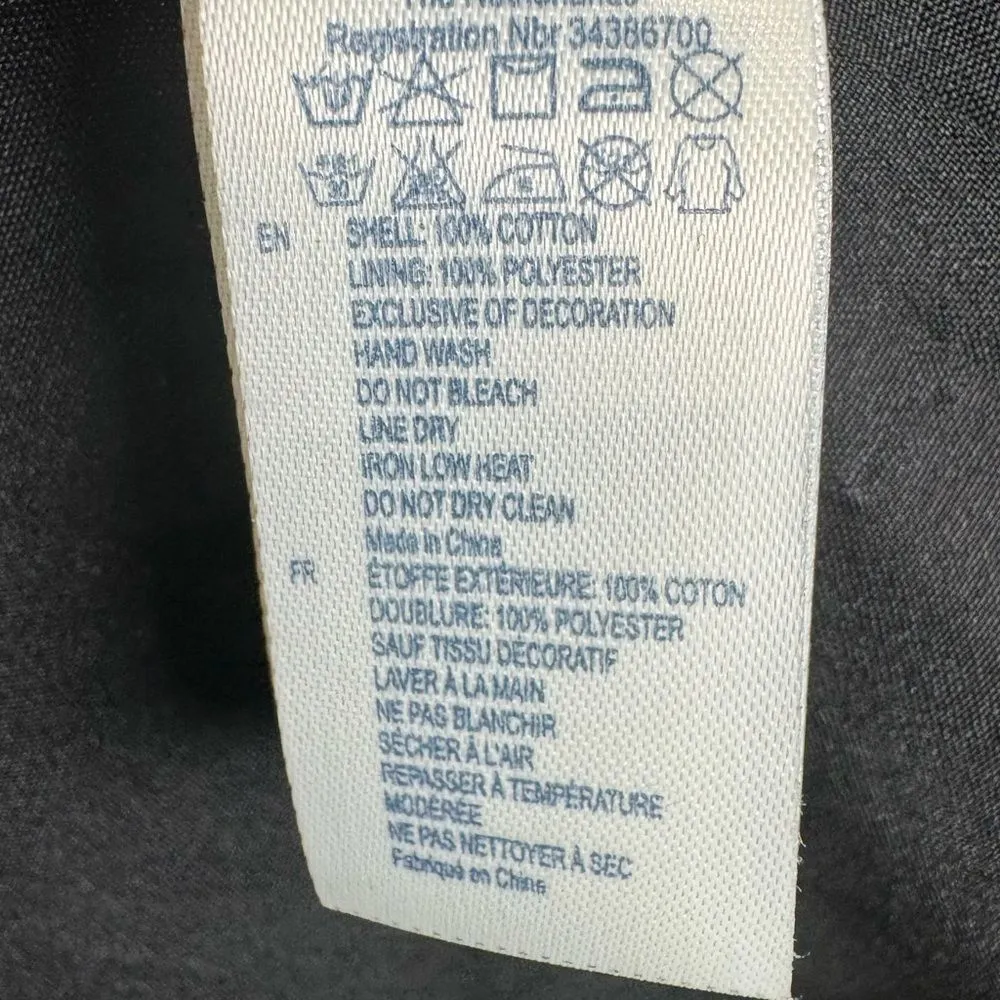 The Netherlands
Registration Nbr 34386700
EN
SHELL: 100% COTTON
LINING: 100% POLYESTER
EXCLUSIVE OF DECORATION
HAND WASH
DO NOT BLEACH
LINE DRY
IRON LOW HEAT
DO NOT DRY CLEAN
Made in China
FR
ÉTOFFE EXTÉRIEURE: 100% COTON
DOUBLURE: 100% POLYESTER
SAUF TISSU DÉCORATIF
LAVER À LA MAIN
NE PAS BLANCHIR
SÉCHER À L'AIR
REPASSER À TEMPÉRATURE
MODÉRÉE
NE PAS NETTOYER À SEC
Fabriqué en Chine